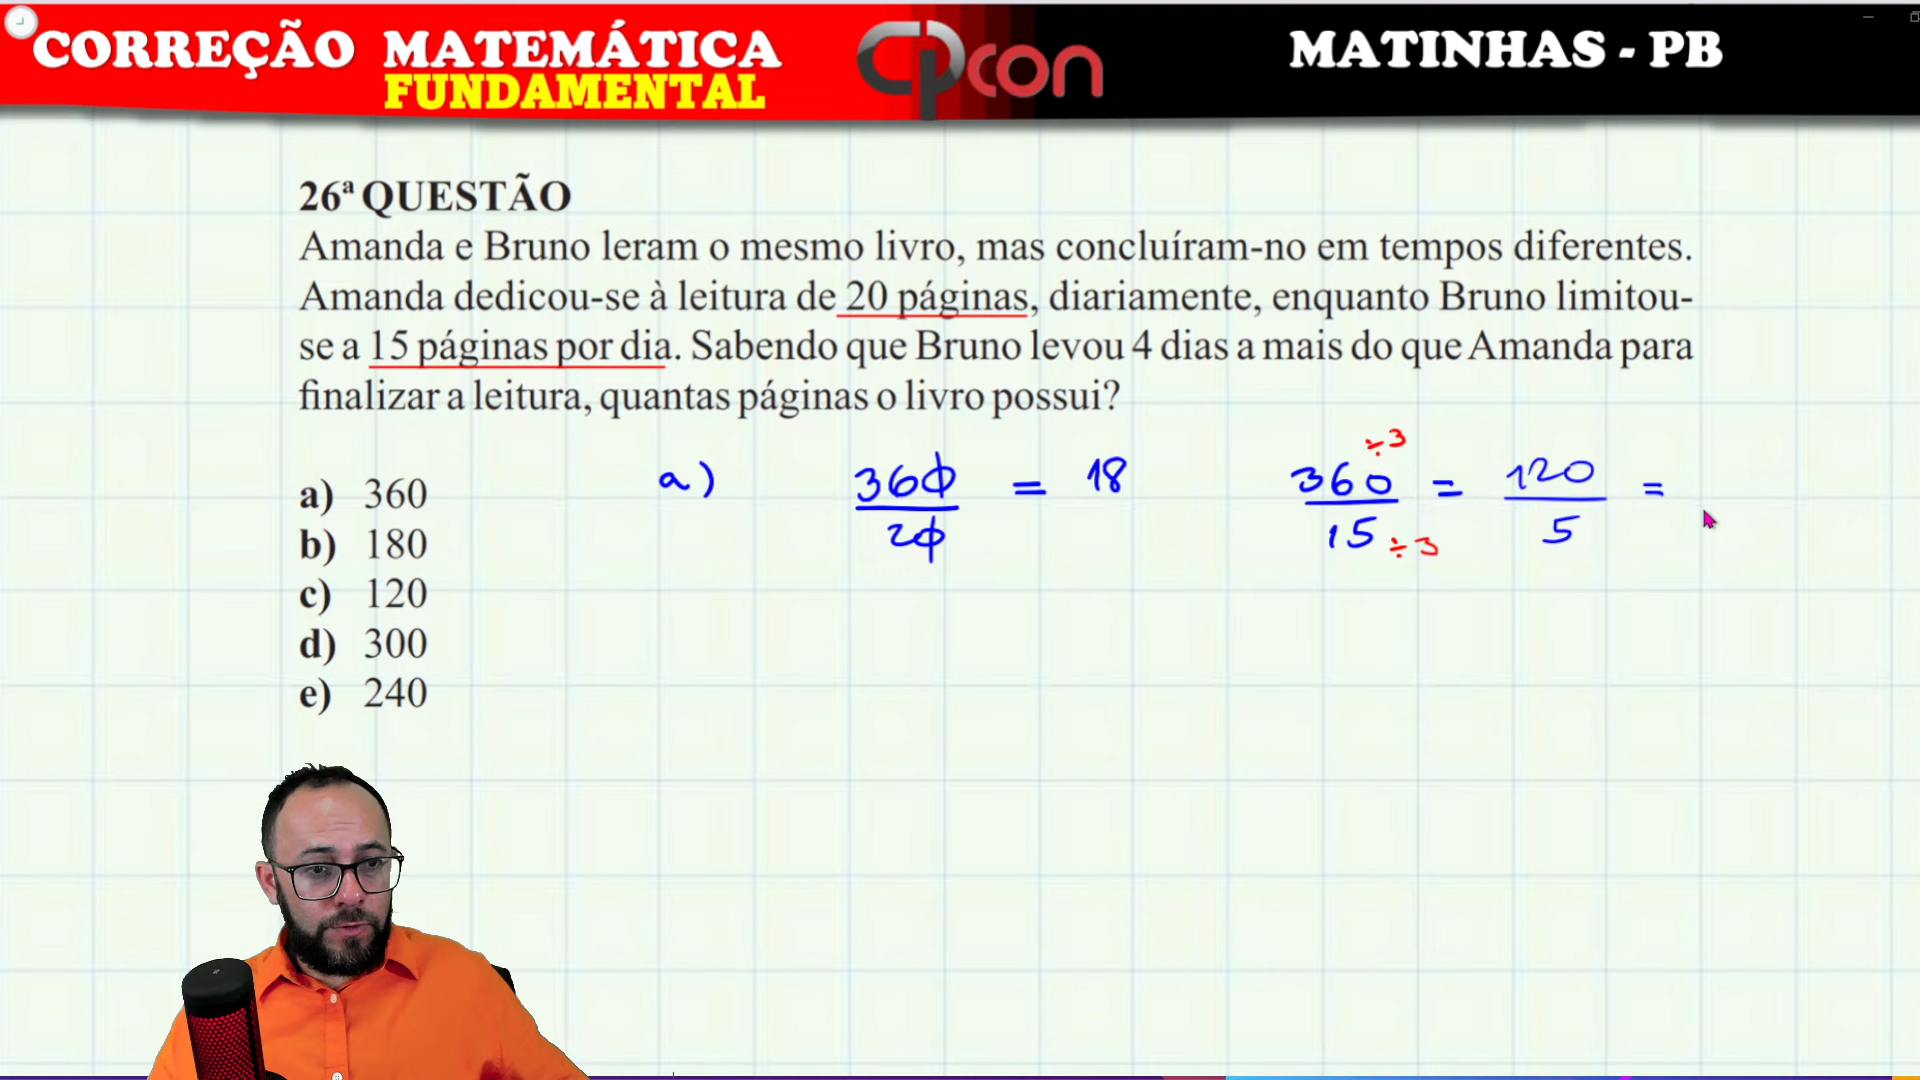 CORREÇÃO MATEMÁTICA
FUNDAMENTAL
CPCon
MATINHAS - PB
26ª QUESTÃO
Amanda e Bruno leram o mesmo livro, mas concluíram-no em tempos diferentes.
Amanda dedicou-se à leitura de 20 páginas, diariamente, enquanto Bruno limitou-
se a 15 páginas por dia. Sabendo que Bruno levou 4 dias a mais do que Amanda para
finalizar a leitura, quantas páginas o livro possui?
a) 360
b) 180
c) 120
d) 300
e) 240
a) 360/20 = 18
360 ÷3 / 15 ÷3 = 120/5 =